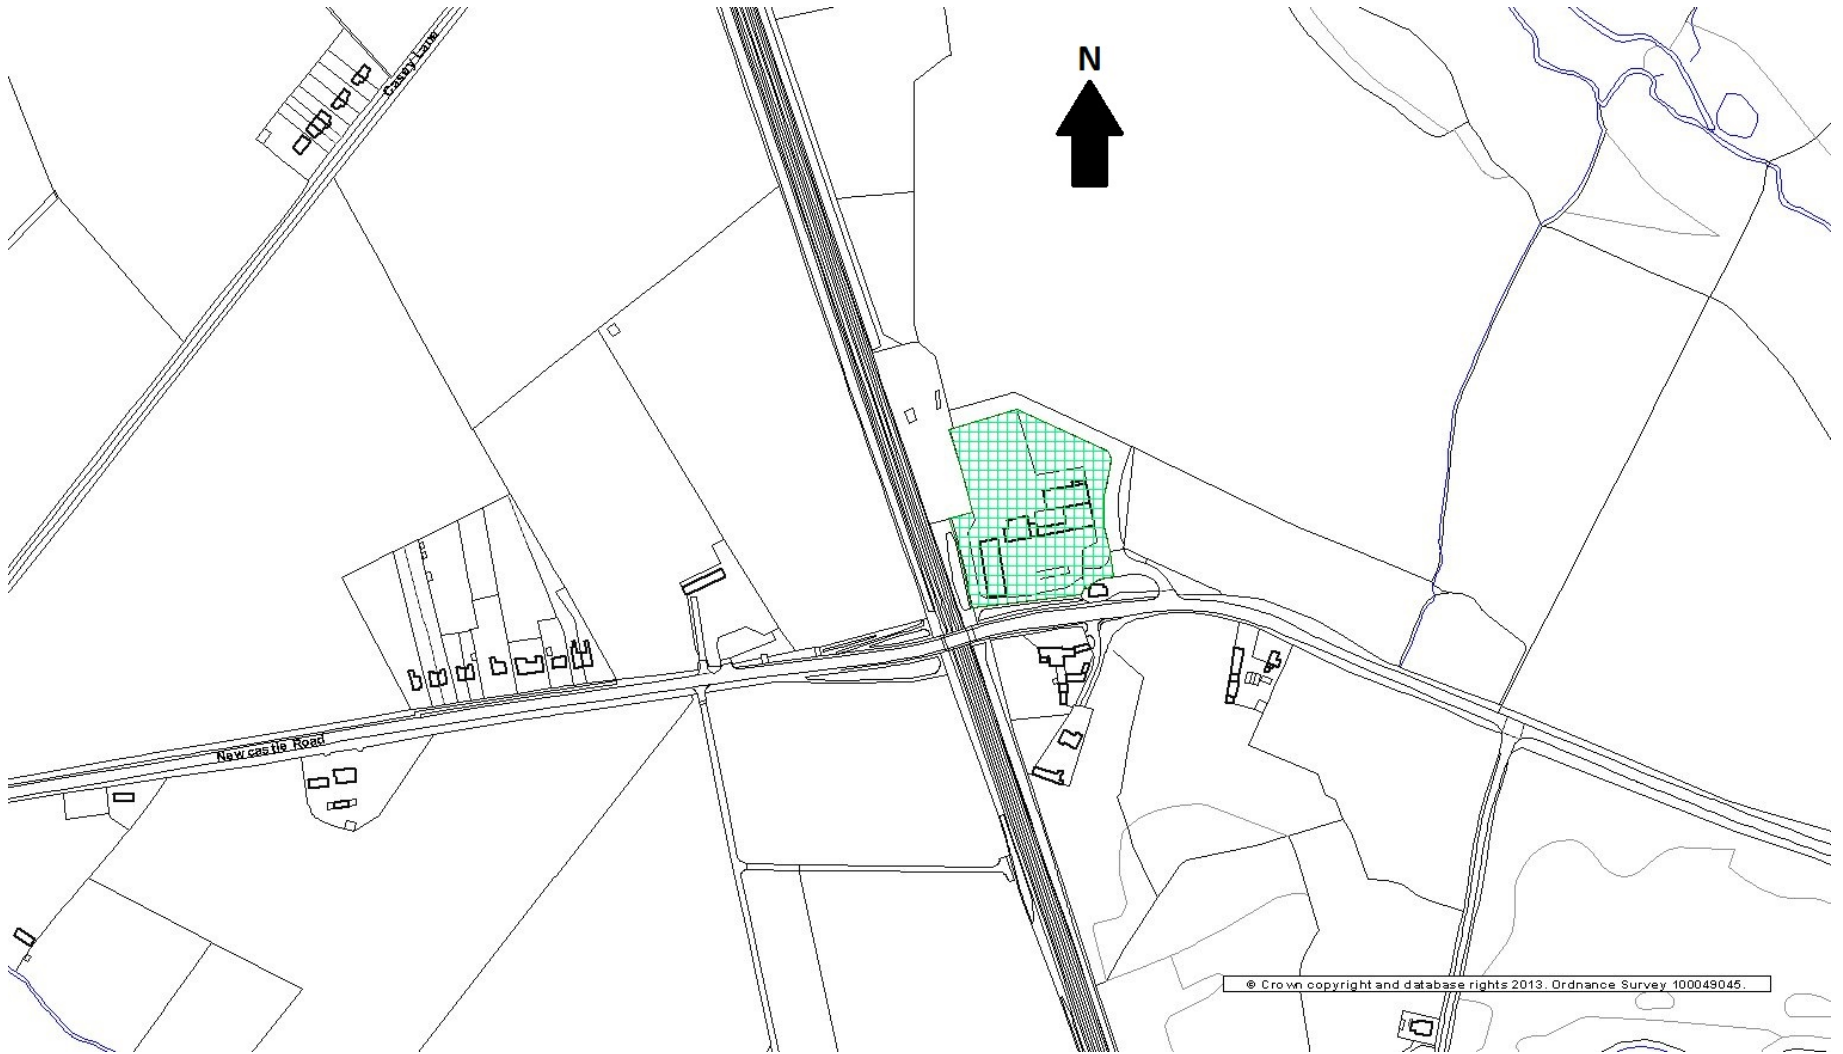 N
Casey Lane
Newcastle Road
© Crown copyright and database rights 2013. Ordnance Survey 100049045.